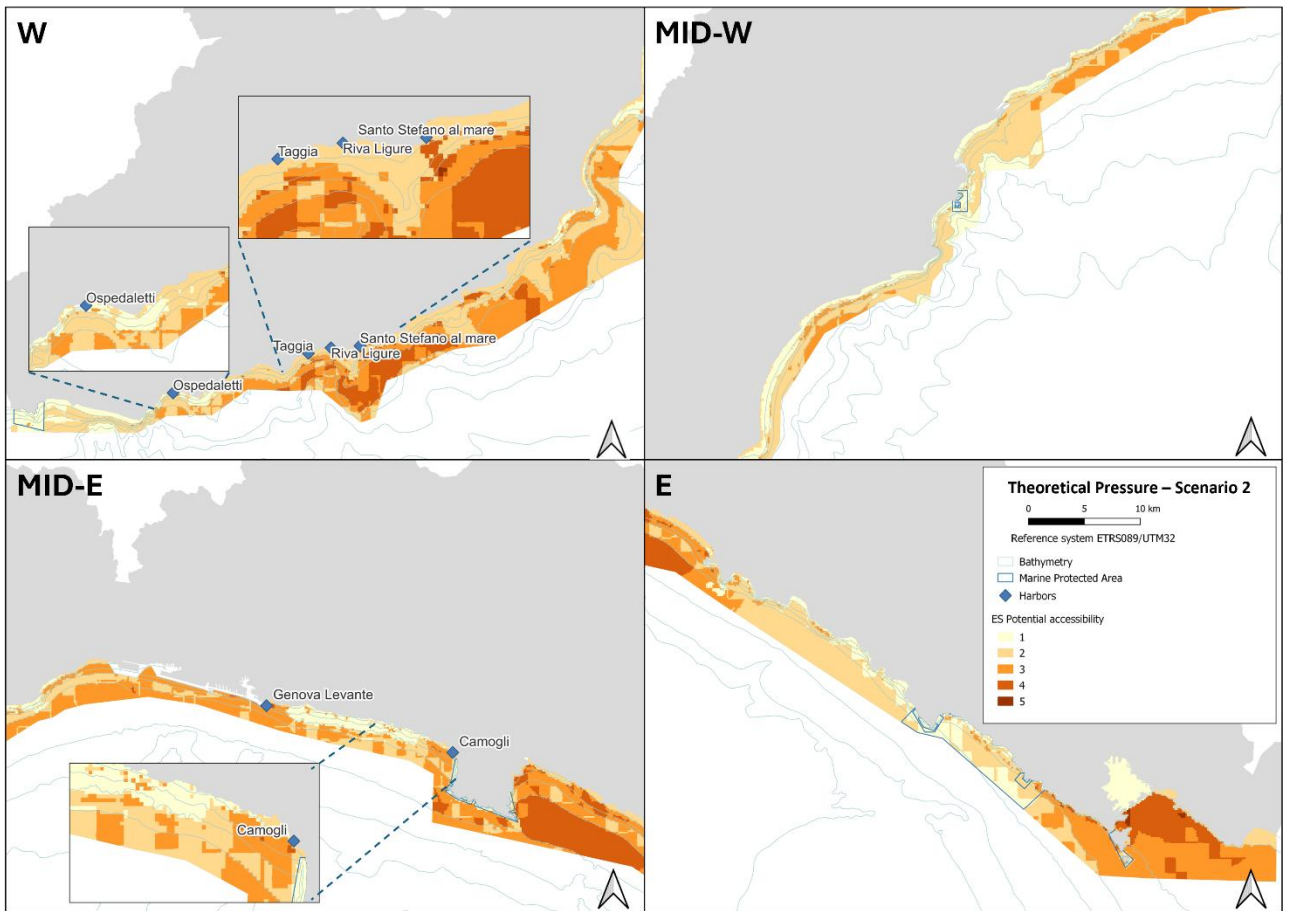 W
Santo Stefano al mare
Taggia
Riva Ligure
Ospedaletti
Santo Stefano al mare
Taggia
Riva Ligure
Ospedaletti
MID-W
MID-E
Genova Levante
Camogli
Camogli
E
Theoretical Pressure – Scenario 2
0 5 10 km
Reference system ETRS089/UTM32
Bathymetry
Marine Protected Area
Harbors
ES Potential accessibility
1
2
3
4
5